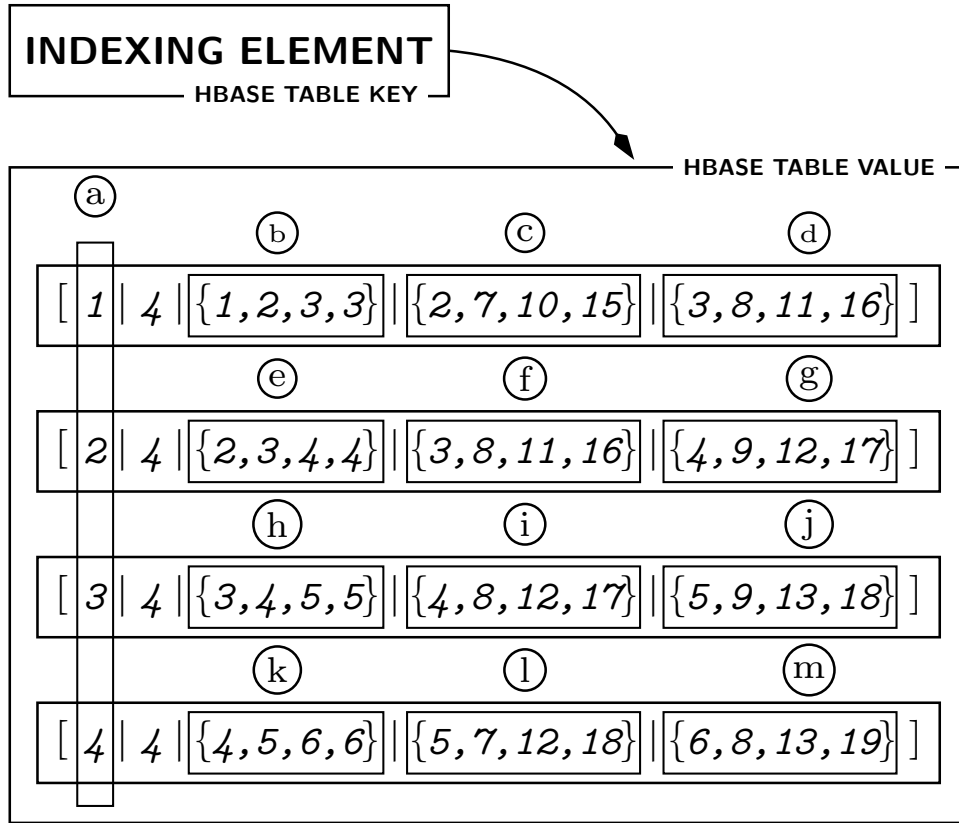 INDEXING ELEMENT
HBASE TABLE KEY
HBASE TABLE VALUE
a
b c d
[ 1 | 4 | {1,2,3,3} | {2,7,10,15} | {3,8,11,16} ]
e f g
[ 2 | 4 | {2,3,4,4} | {3,8,11,16} | {4,9,12,17} ]
h i j
[ 3 | 4 | {3,4,5,5} | {4,8,12,17} | {5,9,13,18} ]
k l m
[ 4 | 4 | {4,5,6,6} | {5,7,12,18} | {6,8,13,19} ]